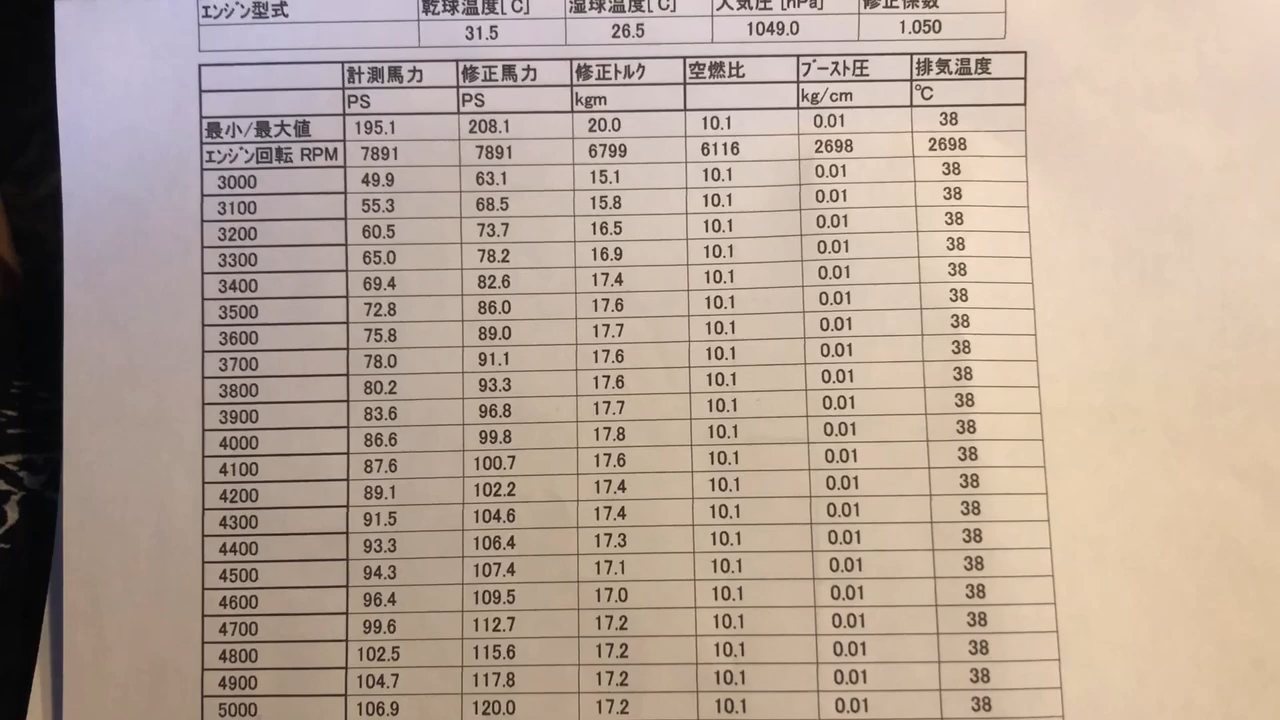 ｴﾝｼﾞﾝ型式 乾球温度[℃] 湿球温度[℃] 大気圧 [hPa] 修正係数
31.5 26.5 1049.0 1.050
計測馬力 修正馬力 修正ﾄﾙｸ 空燃比 ﾌﾞｰｽﾄ圧 排気温度
PS PS kgm kg/cm ℃
最小/最大値 195.1 208.1 20.0 10.1 0.01 38
ｴﾝｼﾞﾝ回転 RPM 7891 7891 6799 6116 2698 2698
3000 49.9 63.1 15.1 10.1 0.01 38
3100 55.3 68.5 15.8 10.1 0.01 38
3200 60.5 73.7 16.5 10.1 0.01 38
3300 65.0 78.2 16.9 10.1 0.01 38
3400 69.4 82.6 17.4 10.1 0.01 38
3500 72.8 86.0 17.6 10.1 0.01 38
3600 75.8 89.0 17.7 10.1 0.01 38
3700 78.0 91.1 17.6 10.1 0.01 38
3800 80.2 93.3 17.6 10.1 0.01 38
3900 83.6 96.8 17.7 10.1 0.01 38
4000 86.6 99.8 17.8 10.1 0.01 38
4100 87.6 100.7 17.6 10.1 0.01 38
4200 89.1 102.2 17.4 10.1 0.01 38
4300 91.5 104.6 17.4 10.1 0.01 38
4400 93.3 106.4 17.3 10.1 0.01 38
4500 94.3 107.4 17.1 10.1 0.01 38
4600 96.4 109.5 17.0 10.1 0.01 38
4700 99.6 112.7 17.2 10.1 0.01 38
4800 102.5 115.6 17.2 10.1 0.01 38
4900 104.7 117.8 17.2 10.1 0.01 38
5000 106.9 120.0 17.2 10.1 0.01 38